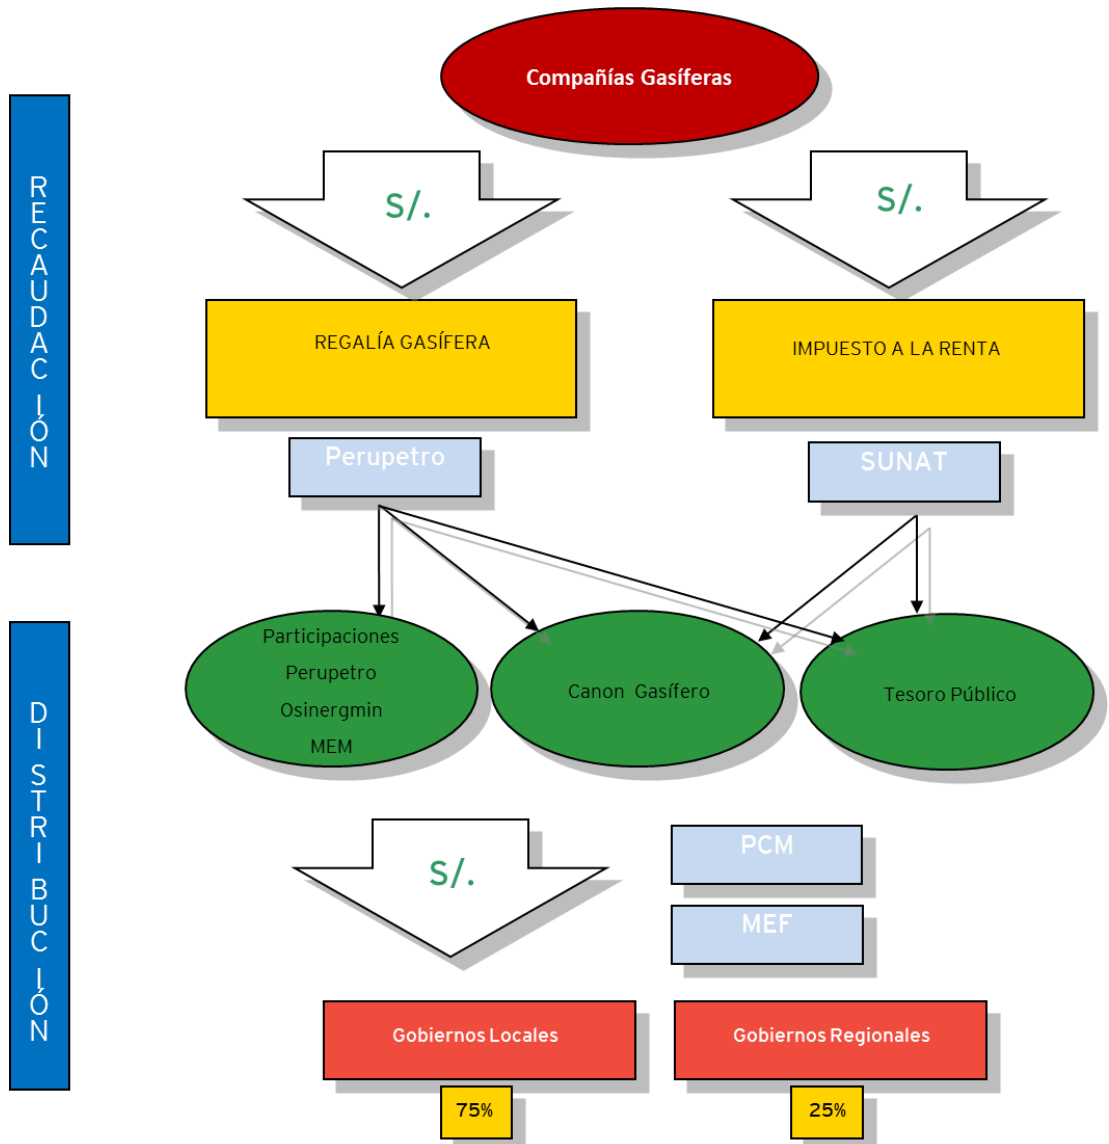 Compañías Gasíferas
RECAUDACIÓN
S/.
S/.
REGALÍA GASÍFERA
IMPUESTO A LA RENTA
Perupetro
SUNAT
DISTRIBUCIÓN
Participaciones
Perupetro
Osinergmin
MEM
Canon Gasífero
Tesoro Público
S/.
PCM
MEF
Gobiernos Locales
Gobiernos Regionales
75%
25%